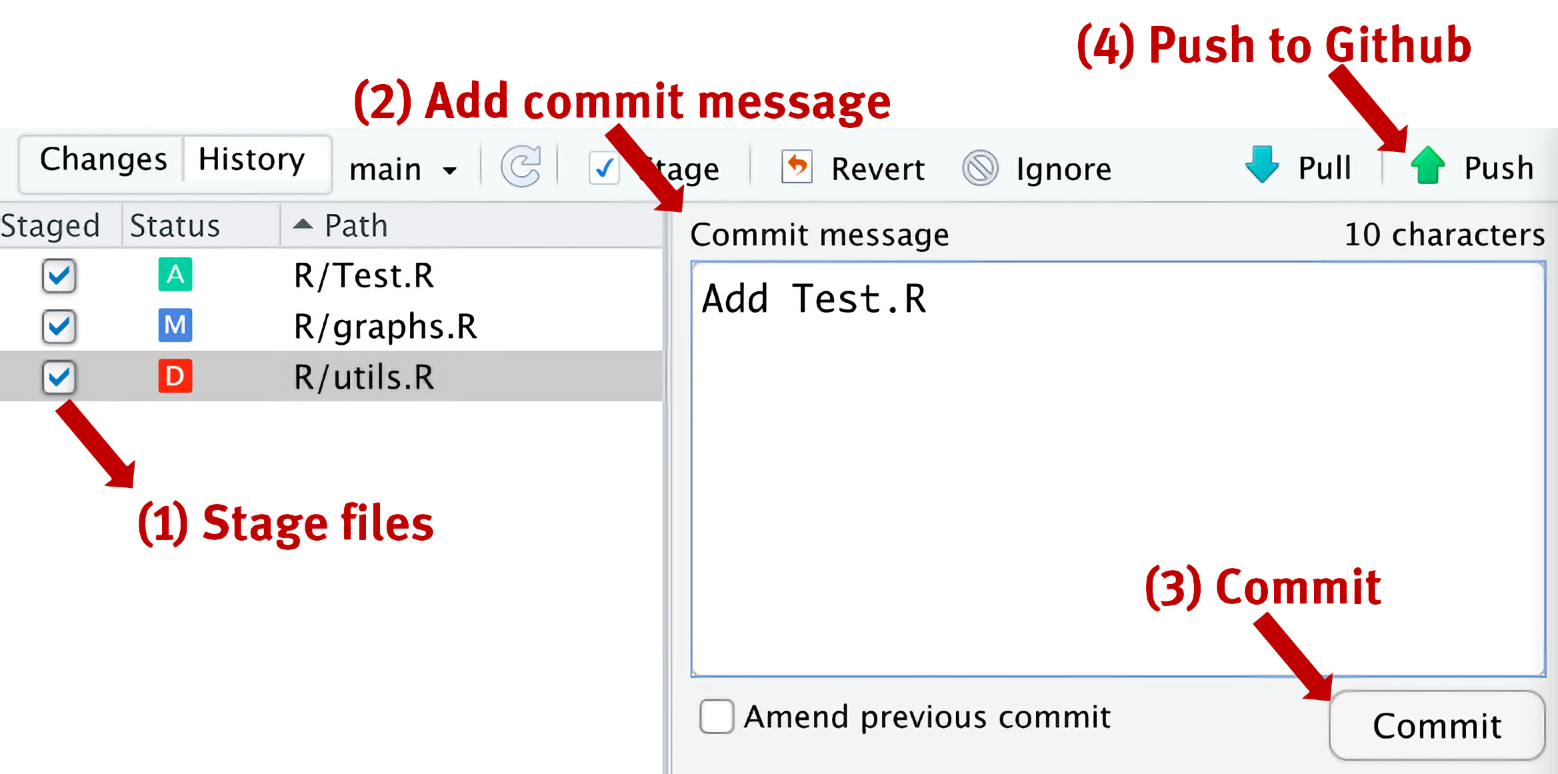 (4) Push to Github
(2) Add commit message
Changes History main Stage Revert Ignore Pull Push
Staged Status Path
Commit message 10 characters
A R/Test.R
M R/graphs.R
D R/utils.R
Add Test.R
(1) Stage files
(3) Commit
Amend previous commit
Commit